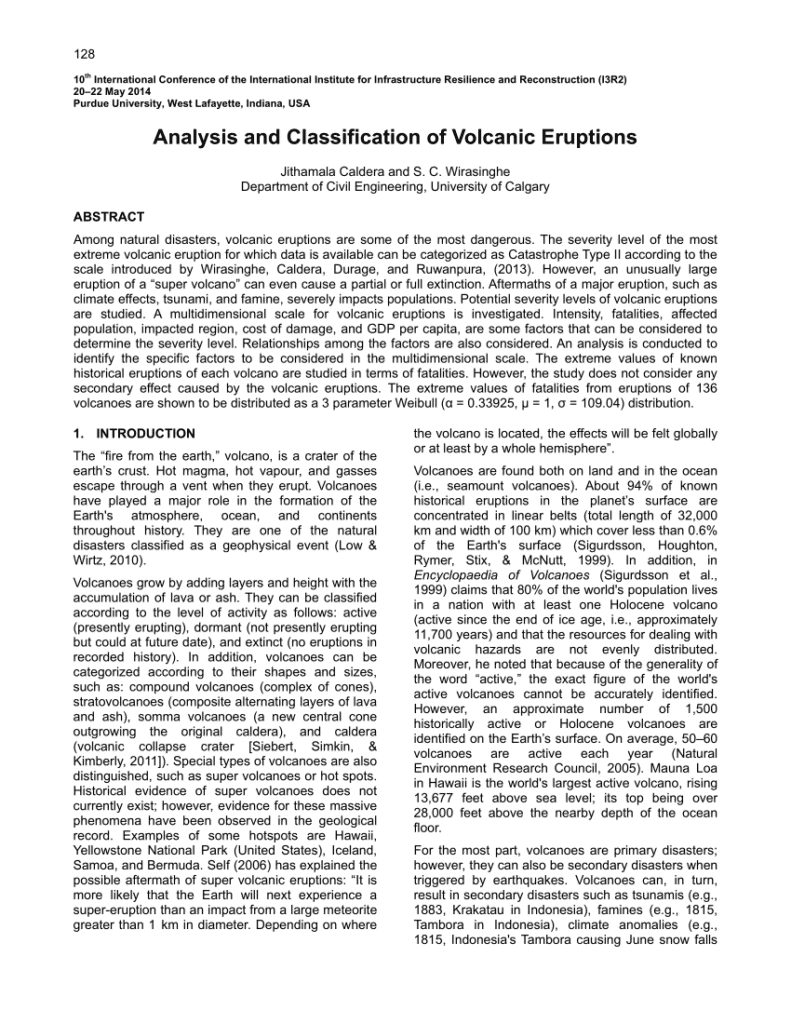 128
10th International Conference of the International Institute for Infrastructure Resilience and Reconstruction (I3R2)
20–22 May 2014
Purdue University, West Lafayette, Indiana, USA
Analysis and Classification of Volcanic Eruptions
Jithamala Caldera and S. C. Wirasinghe
Department of Civil Engineering, University of Calgary
ABSTRACT
Among natural disasters, volcanic eruptions are some of the most dangerous. The severity level of the most
extreme volcanic eruption for which data is available can be categorized as Catastrophe Type II according to the
scale introduced by Wirasinghe, Caldera, Durage, and Ruwanpura, (2013). However, an unusually large
eruption of a “super volcano” can even cause a partial or full extinction. Aftermaths of a major eruption, such as
climate effects, tsunami, and famine, severely impacts populations. Potential severity levels of volcanic eruptions
are studied. A multidimensional scale for volcanic eruptions is investigated. Intensity, fatalities, affected
population, impacted region, cost of damage, and GDP per capita, are some factors that can be considered to
determine the severity level. Relationships among the factors are also considered. An analysis is conducted to
identify the specific factors to be considered in the multidimensional scale. The extreme values of known
historical eruptions of each volcano are studied in terms of fatalities. However, the study does not consider any
secondary effect caused by the volcanic eruptions. The extreme values of fatalities from eruptions of 136
volcanoes are shown to be distributed as a 3 parameter Weibull (α = 0.33925, μ = 1, σ = 109.04) distribution.
1. INTRODUCTION
The “fire from the earth,” volcano, is a crater of the
earth’s crust. Hot magma, hot vapour, and gasses
escape through a vent when they erupt. Volcanoes
have played a major role in the formation of the
Earth's atmosphere, ocean, and continents
throughout history. They are one of the natural
disasters classified as a geophysical event (Low &
Wirtz, 2010).
Volcanoes grow by adding layers and height with the
accumulation of lava or ash. They can be classified
according to the level of activity as follows: active
(presently erupting), dormant (not presently erupting
but could at future date), and extinct (no eruptions in
recorded history). In addition, volcanoes can be
categorized according to their shapes and sizes,
such as: compound volcanoes (complex of cones),
stratovolcanoes (composite alternating layers of lava
and ash), somma volcanoes (a new central cone
outgrowing the original caldera), and caldera
(volcanic collapse crater [Siebert, Simkin, &
Kimberly, 2011]). Special types of volcanoes are also
distinguished, such as super volcanoes or hot spots.
Historical evidence of super volcanoes does not
currently exist; however, evidence for these massive
phenomena have been observed in the geological
record. Examples of some hotspots are Hawaii,
Yellowstone National Park (United States), Iceland,
Samoa, and Bermuda. Self (2006) has explained the
possible aftermath of super volcanic eruptions: “It is
more likely that the Earth will next experience a
super-eruption than an impact from a large meteorite
greater than 1 km in diameter. Depending on where
the volcano is located, the effects will be felt globally
or at least by a whole hemisphere”.
Volcanoes are found both on land and in the ocean
(i.e., seamount volcanoes). About 94% of known
historical eruptions in the planet’s surface are
concentrated in linear belts (total length of 32,000
km and width of 100 km) which cover less than 0.6%
of the Earth's surface (Sigurdsson, Houghton,
Rymer, Stix, & McNutt, 1999). In addition, in
Encyclopaedia of Volcanoes (Sigurdsson et al.,
1999) claims that 80% of the world's population lives
in a nation with at least one Holocene volcano
(active since the end of ice age, i.e., approximately
11,700 years) and that the resources for dealing with
volcanic hazards are not evenly distributed.
Moreover, he noted that because of the generality of
the word “active,” the exact figure of the world's
active volcanoes cannot be accurately identified.
However, an approximate number of 1,500
historically active or Holocene volcanoes are
identified on the Earth’s surface. On average, 50–60
volcanoes are active each year (Natural
Environment Research Council, 2005). Mauna Loa
in Hawaii is the world's largest active volcano, rising
13,677 feet above sea level; its top being over
28,000 feet above the nearby depth of the ocean
floor.
For the most part, volcanoes are primary disasters;
however, they can also be secondary disasters when
triggered by earthquakes. Volcanoes can, in turn,
result in secondary disasters such as tsunamis (e.g.,
1883, Krakatau in Indonesia), famines (e.g., 1815,
Tambora in Indonesia), climate anomalies (e.g.,
1815, Indonesia's Tambora causing June snow falls